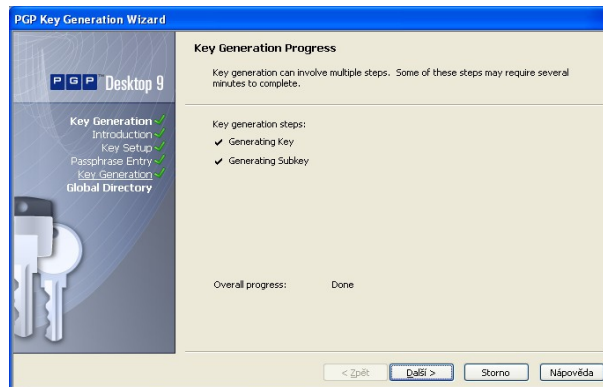 PGP Key Generation Wizard
PGP Desktop 9
Key Generation
Introduction
Key Setup
Passphrase Entry
Key Generation
Global Directory
Key Generation Progress
Key generation can involve multiple steps. Some of these steps may require several
minutes to complete.
Key generation steps:
Generating Key
Generating Subkey
Overall progress: Done
< Zpět Další > Storno Nápověda